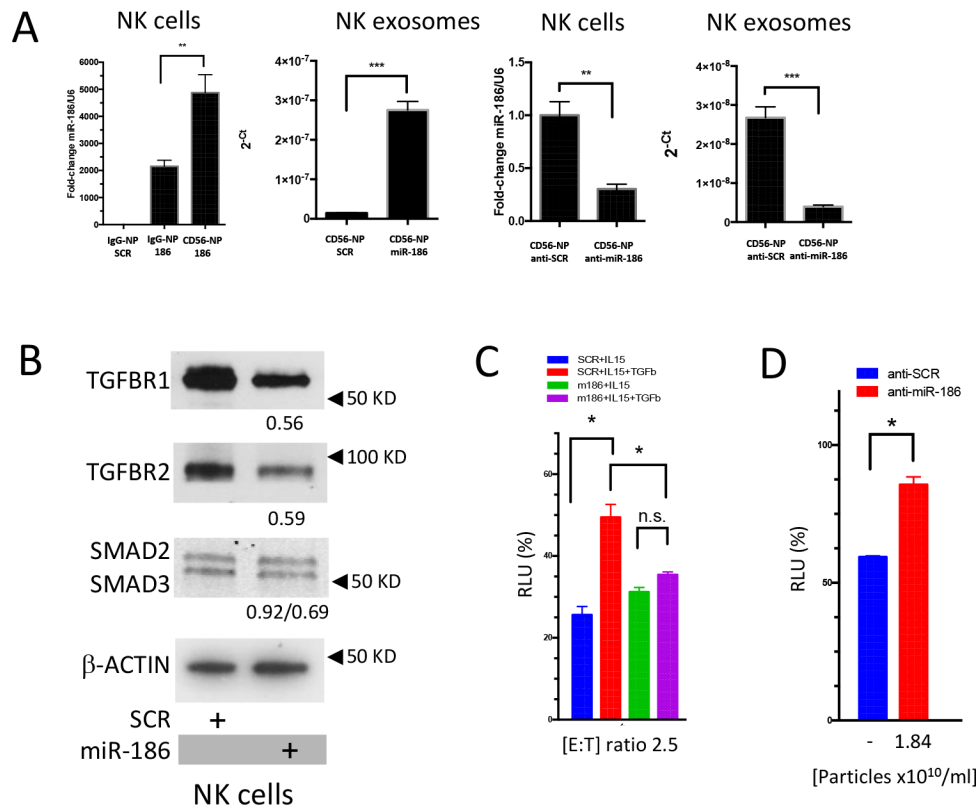 A
NK cells
NK exosomes
NK cells
NK exosomes
Fold-change miR-186/U6
6000
5000
4000
3000
2000
1000
0
**
IgG-NP SCR
IgG-NP 186
CD56-NP 186
2-Ct
4×10-7
3×10-7
2×10-7
1×10-7
0
***
CD56-NP SCR
CD56-NP miR-186
Fold-change miR-186/U6
1.5
1.0
0.5
0.0
**
CD56-NP anti-SCR
CD56-NP anti-miR-186
2-Ct
4×10-8
3×10-8
2×10-8
1×10-8
0
***
CD56-NP anti-SCR
CD56-NP anti-miR-186
B
TGFBR1
50 KD
0.56
TGFBR2
100 KD
0.59
SMAD2
SMAD3
50 KD
0.92/0.69
β-ACTIN
50 KD
SCR +
miR-186 +
NK cells
C
SCR+IL15
SCR+IL15+TGFb
m186+IL15
m186+IL15+TGFb
RLU (%)
60
40
20
0
*
*
n.s.
[E:T] ratio 2.5
D
anti-SCR
anti-miR-186
RLU (%)
100
50
0
*
- 1.84
[Particles x1010/ml]